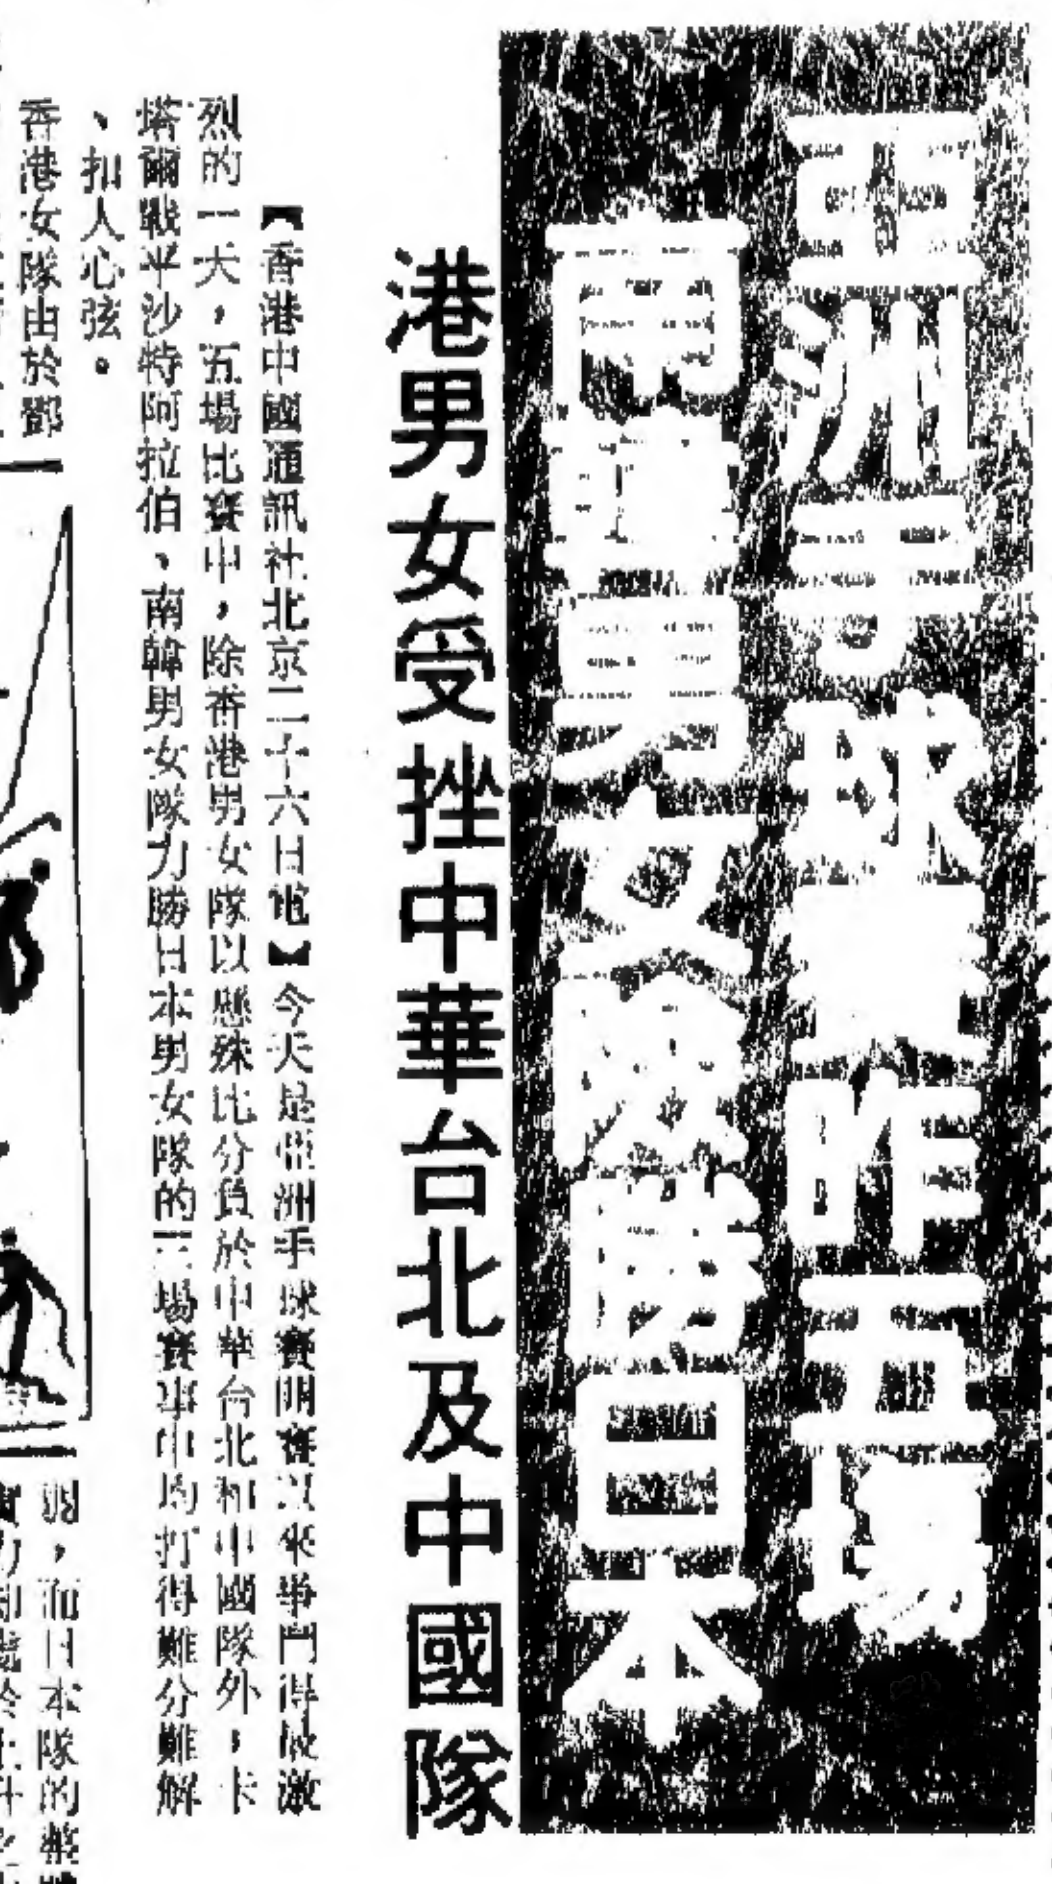 亞洲手球賽昨五場
南韓男女隊勝日本
港男女受挫中華台北及中國隊
【香港中國通訊社北京二十六日電】今天是亞洲手球賽開賽以來爭鬥得最激
烈的一天，五場比賽中，除香港男女隊以懸殊比分負於中華台北和中國隊外，卡
塔爾戰平沙特阿拉伯、南韓男女隊力勝日本男女隊的三場賽事中均打得難分難解
、扣人心弦。
香港女隊由於鄧
，而日本隊的